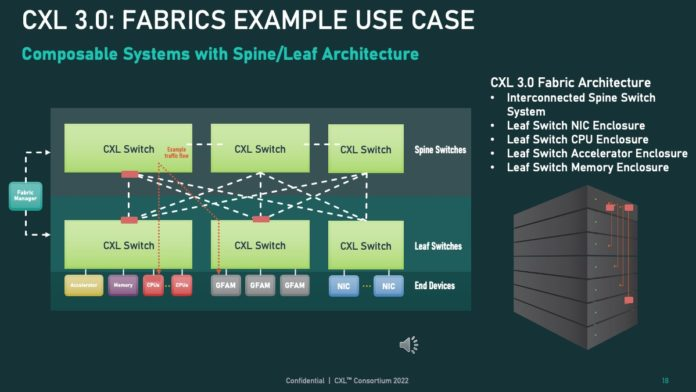 CXL 3.0: FABRICS EXAMPLE USE CASE
Composable Systems with Spine/Leaf Architecture
CXL 3.0 Fabric Architecture
• Interconnected Spine Switch
System
• Leaf Switch NIC Enclosure
• Leaf Switch CPU Enclosure
• Leaf Switch Accelerator Enclosure
• Leaf Switch Memory Enclosure
CXL Switch
Example
traffic flow
CXL Switch
CXL Switch
Spine Switches
Fabric
Manager
CXL Switch
CXL Switch
CXL Switch
Leaf Switches
Accelerator
Memory
CPUs
CPUs
GFAM
GFAM
GFAM
NIC
NIC
End Devices
Confidential | CXL™ Consortium 2022
18